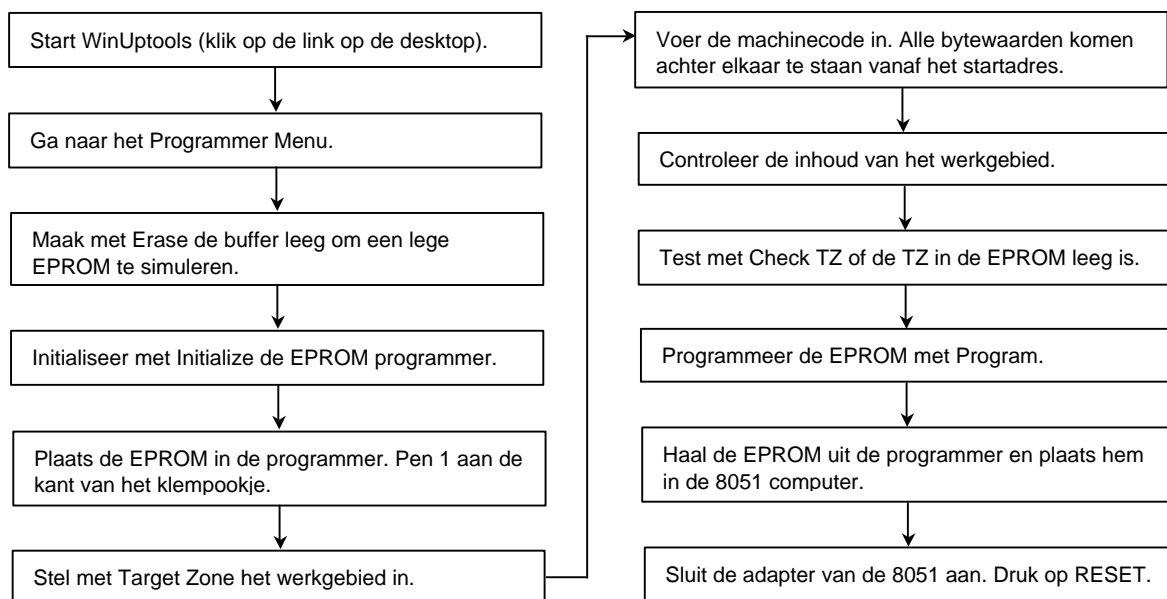 Start WinUptools (klik op de link op de desktop).
Ga naar het Programmer Menu.
Maak met Erase de buffer leeg om een lege
EPROM te simuleren.
Initialiseer met Initialize de EPROM programmer.
Plaats de EPROM in de programmer. Pen 1 aan de
kant van het klempookje.
Stel met Target Zone het werkgebied in.
Voer de machinecode in. Alle bytewaarden komen
achter elkaar te staan vanaf het startadres.
Controleer de inhoud van het werkgebied.
Test met Check TZ of de TZ in de EPROM leeg is.
Programmeer de EPROM met Program.
Haal de EPROM uit de programmer en plaats hem
in de 8051 computer.
Sluit de adapter van de 8051 aan. Druk op RESET.